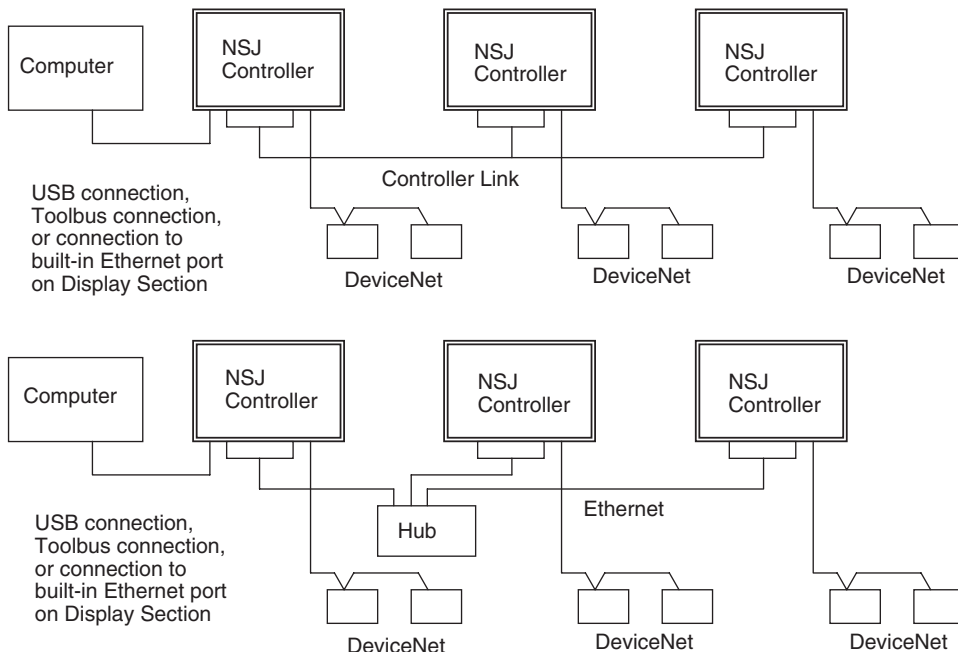 Computer
NSJ
Controller
NSJ
Controller
NSJ
Controller
Controller Link
USB connection,
Toolbus connection,
or connection to
built-in Ethernet port
on Display Section
DeviceNet
DeviceNet
DeviceNet
Computer
NSJ
Controller
NSJ
Controller
NSJ
Controller
Ethernet
Hub
USB connection,
Toolbus connection,
or connection to
built-in Ethernet port
on Display Section
DeviceNet
DeviceNet
DeviceNet